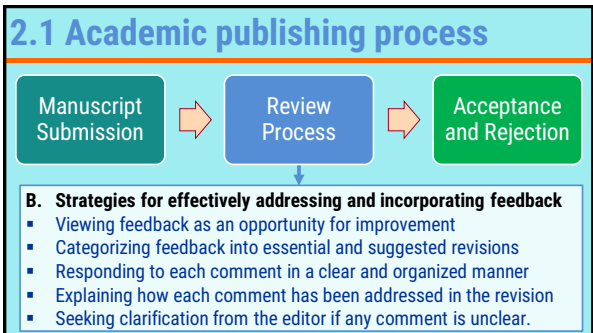 2.1 Academic publishing process
Manuscript
Submission
Review
Process
Acceptance
and Rejection
B. Strategies for effectively addressing and incorporating feedback
▪ Viewing feedback as an opportunity for improvement
▪ Categorizing feedback into essential and suggested revisions
▪ Responding to each comment in a clear and organized manner
▪ Explaining how each comment has been addressed in the revision
▪ Seeking clarification from the editor if any comment is unclear.